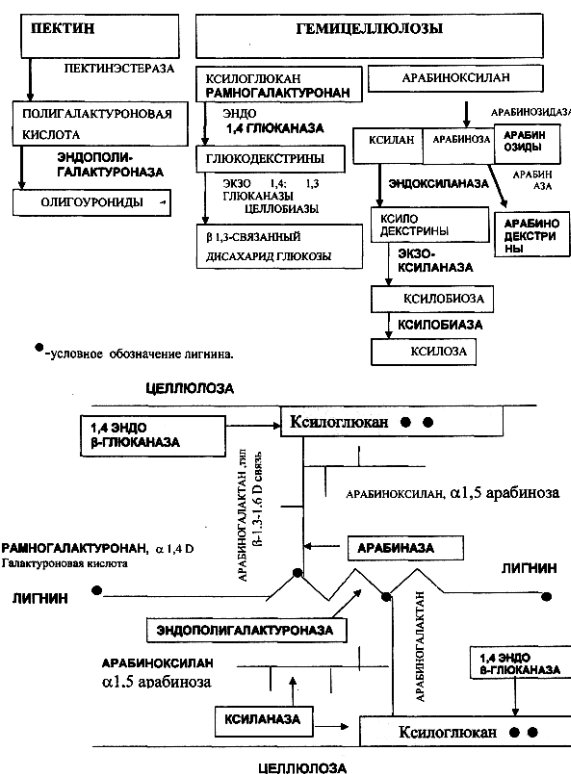 ПЕКТИН
ГЕМИЦЕЛЛЮЛОЗЫ
ПЕКТИНЭСТЕРАЗА
ПОЛИГАЛАКТУРОНОВАЯ
КИСЛОТА
ЭНДОПОЛИ-
ГАЛАКТУРОНАЗА
ОЛИГОУРОНИДЫ
КСИЛОГЛЮКАН
РАМНОГАЛАКТУРОНАН
ЭНДО
1,4 ГЛЮКАНАЗА
ГЛЮКОДЕКСТРИНЫ
ЭКЗО 1,4: 1,3
ГЛЮКАНАЗЫ
ЦЕЛЛОБИАЗЫ
β 1,3-СВЯЗАННЫЙ
ДИСАХАРИД ГЛЮКОЗЫ
АРАБИНОКСИЛАН
АРАБИНОЗИДАЗА
КСИЛАН
АРАБИНОЗА
АРАБИН
ОЗИДЫ
ЭНДОКСИЛАНАЗА
АРАБИН
АЗА
КСИЛО
ДЕКСТРИНЫ
АРАБИНО
ДЕКСТРИ
НЫ
ЭКЗО-
КСИЛАНАЗА
КСИЛОБИОЗА
КСИЛОБИАЗА
КСИЛОЗА
-условное обозначение лигнина.
ЦЕЛЛЮЛОЗА
1,4 ЭНДО
β-ГЛЮКАНАЗА
Ксилоглюкан
АРАБИНОГАЛАКТАН ,тип
β-1.3-1.6 D связь
АРАБИНОКСИЛАН, α1,5 арабиноза
РАМНОГАЛАКТУРОНАН, α 1,4 D
Галактуроновая кислота
АРАБИНАЗА
ЛИГНИН
ЛИГНИН
ЭНДОПОЛИГАЛАКТУРОНАЗА
АРАБИНОГАЛАКТАН
АРАБИНОКСИЛАН
α1,5 арабиноза
1,4 ЭНДО
β-ГЛЮКАНАЗА
КСИЛАНАЗА
Ксилоглюкан
ЦЕЛЛЮЛОЗА